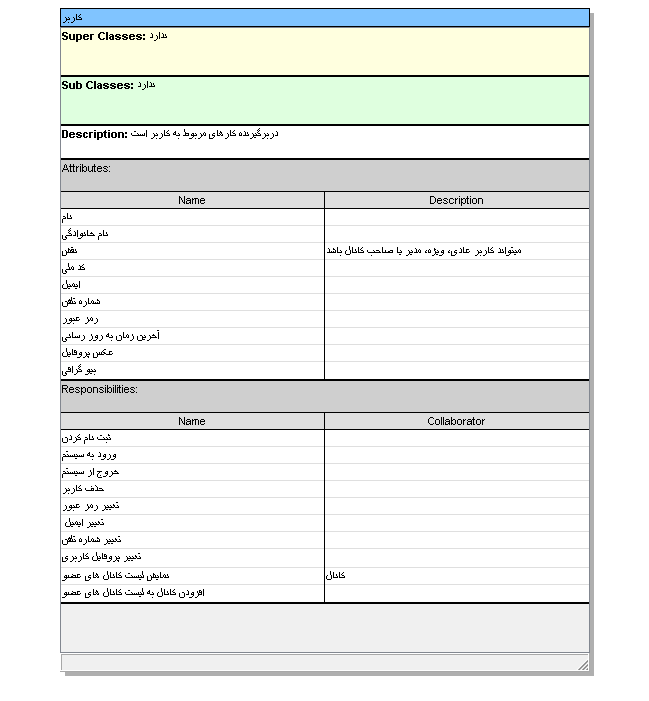 کاربر
Super Classes: ندارد
Sub Classes: ندارد
Description: دربرگیرنده کارهای مربوط به کاربر است
Attributes:
Name Description
نام
نام خانوادگی
نقش میتواند کاربر عادی، ویژه، مدیر یا صاحب کانال باشد
کد ملی
ایمیل
شماره تلفن
رمز عبور
آخرین زمان به روز رسانی
عکس پروفایل
بیو گرافی
Responsibilities:
Name Collaborator
ثبت نام کردن
ورود به سیستم
خروج از سیستم
حذف کاربر
تغییر رمز عبور
تغییر ایمیل
تغییر شماره تلفن
تغییر پروفایل کاربری
نمایش لیست کانال های عضو کانال
افزودن کانال به لیست کانال های عضو